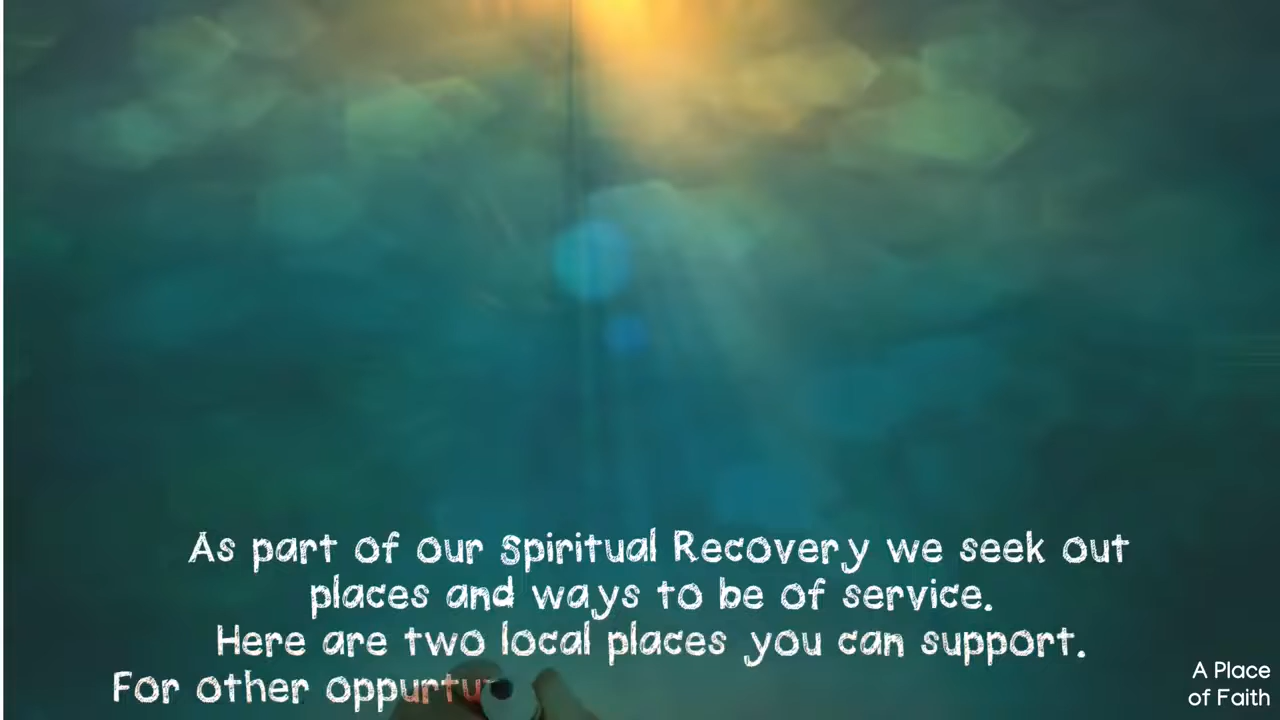 As part of our Spiritual Recovery we seek out
places and ways to be of service.
Here are two local places you can support.
For other oppurtu
A Place
of Faith